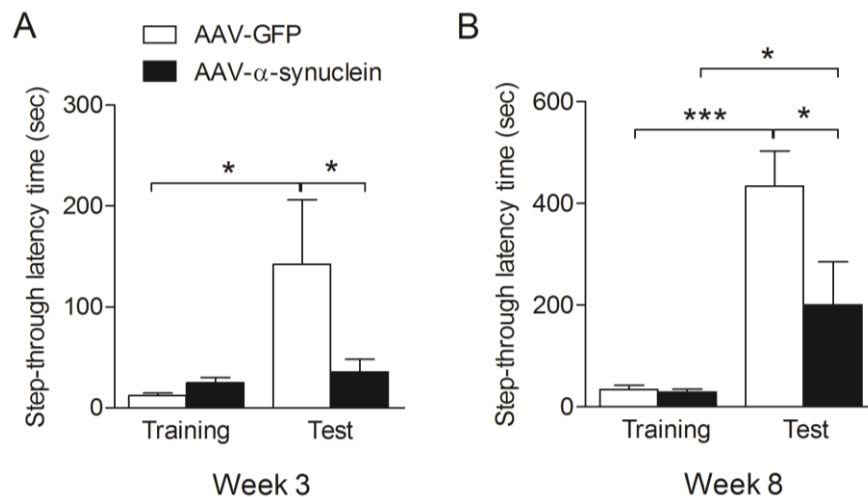 A
AAV-GFP
AAV-α-synuclein
Step-through latency time (sec)
300
200
100
0
*
*
Training
Test
Week 3
B
Step-through latency time (sec)
600
400
200
0
*
***
*
Training
Test
Week 8